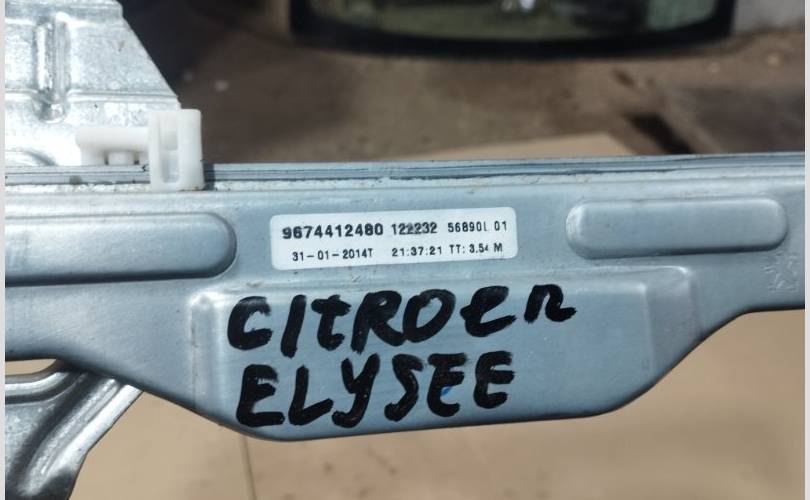 9674412480 122232 56890L 01
31-01-2014T 21:37:21 TT: 3.54 M
CItROEn
ELYSEE